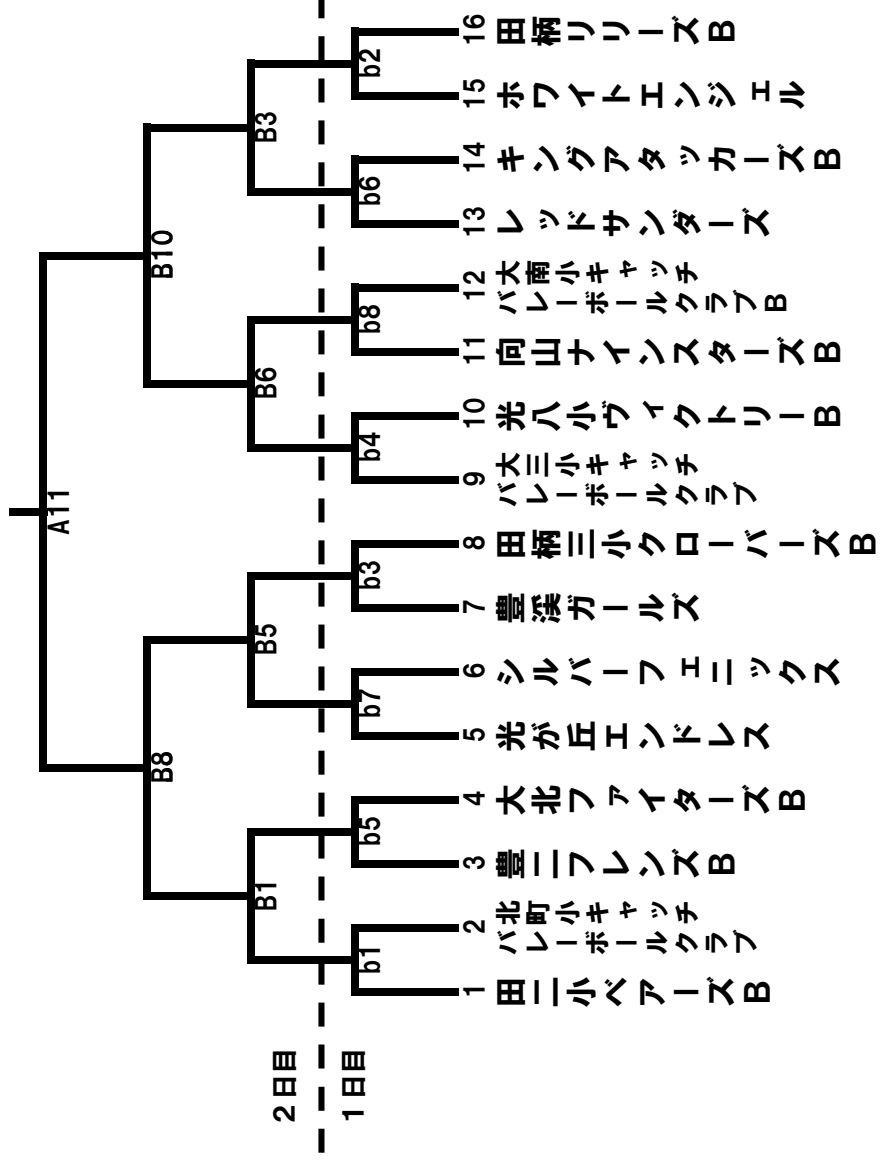 A11
B8
B10
B1
B5
B6
B3
2日目
1日目
b1
b5
b7
b3
b4
b8
b6
b2
1 田二小ベアーズB
2 北町小キャッチ
バレーボールクラブ
3 豊二フレンズB
4 大北ファイターズB
5 光が丘エンドレス
6 シルバーフェニックス
7 豊渓ガールズ
8 田柄三小クローバーズB
9 大三小キャッチ
バレーボールクラブ
10 光八小ヴィクトリーB
11 向山ナインスターズB
12 大南小キャッチ
バレーボールクラブB
13 レッドサンダーズ
14 キングアタッカーズB
15 ホワイトエンジェル
16 田柄リリーズB